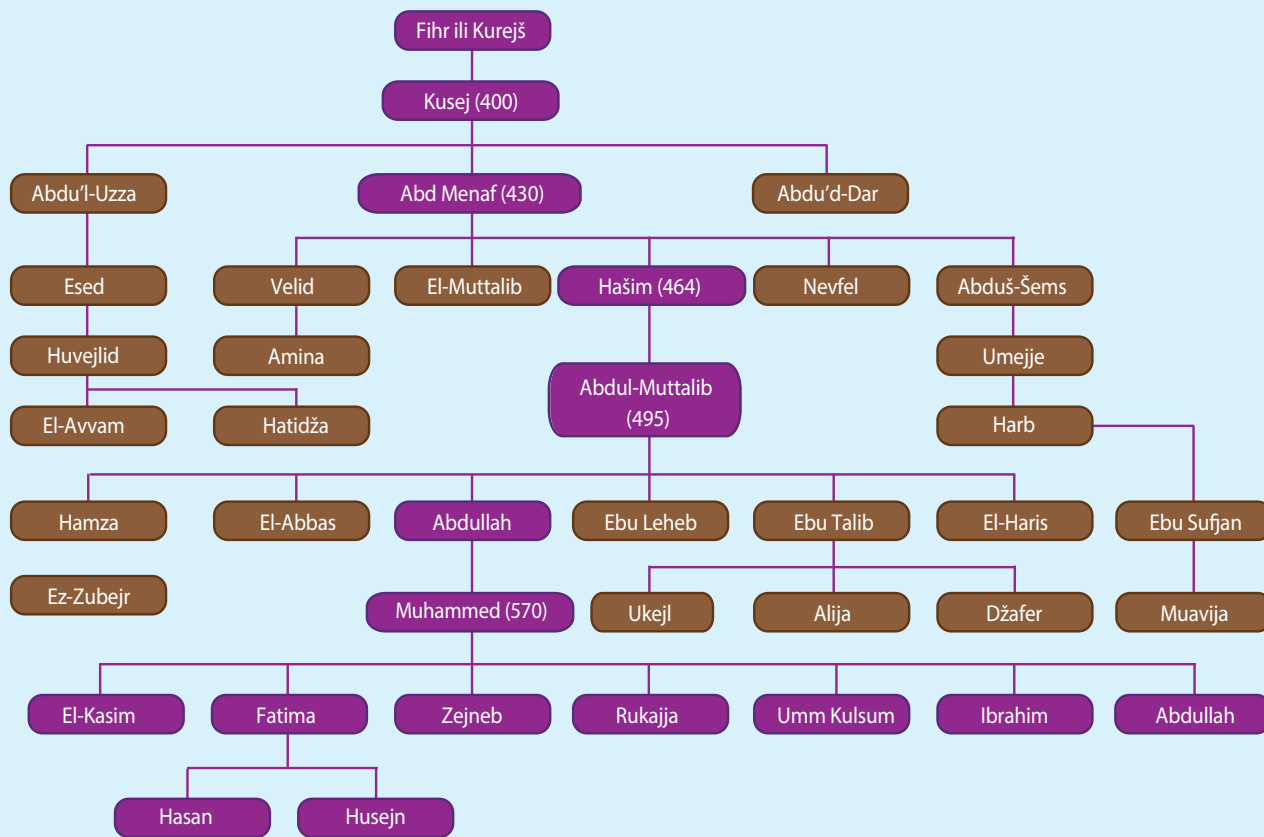 Fihr ili Kurejš
Kusej (400)
Abdu’l-Uzza
Abd Menaf (430)
Abdu’d-Dar
Esed
Velid
El-Muttalib
Hašim (464)
Nevfel
Abduš-Šems
Huvejlid
Amina
Umejje
Abdul-Muttalib
(495)
El-Avvam
Hatidža
Harb
Hamza
El-Abbas
Abdullah
Ebu Leheb
Ebu Talib
El-Haris
Ebu Sufjan
Ez-Zubejr
Muhammed (570)
Ukejl
Alija
Džafer
Muavija
El-Kasim
Fatima
Zejneb
Rukajja
Umm Kulsum
Ibrahim
Abdullah
Hasan
Husejn